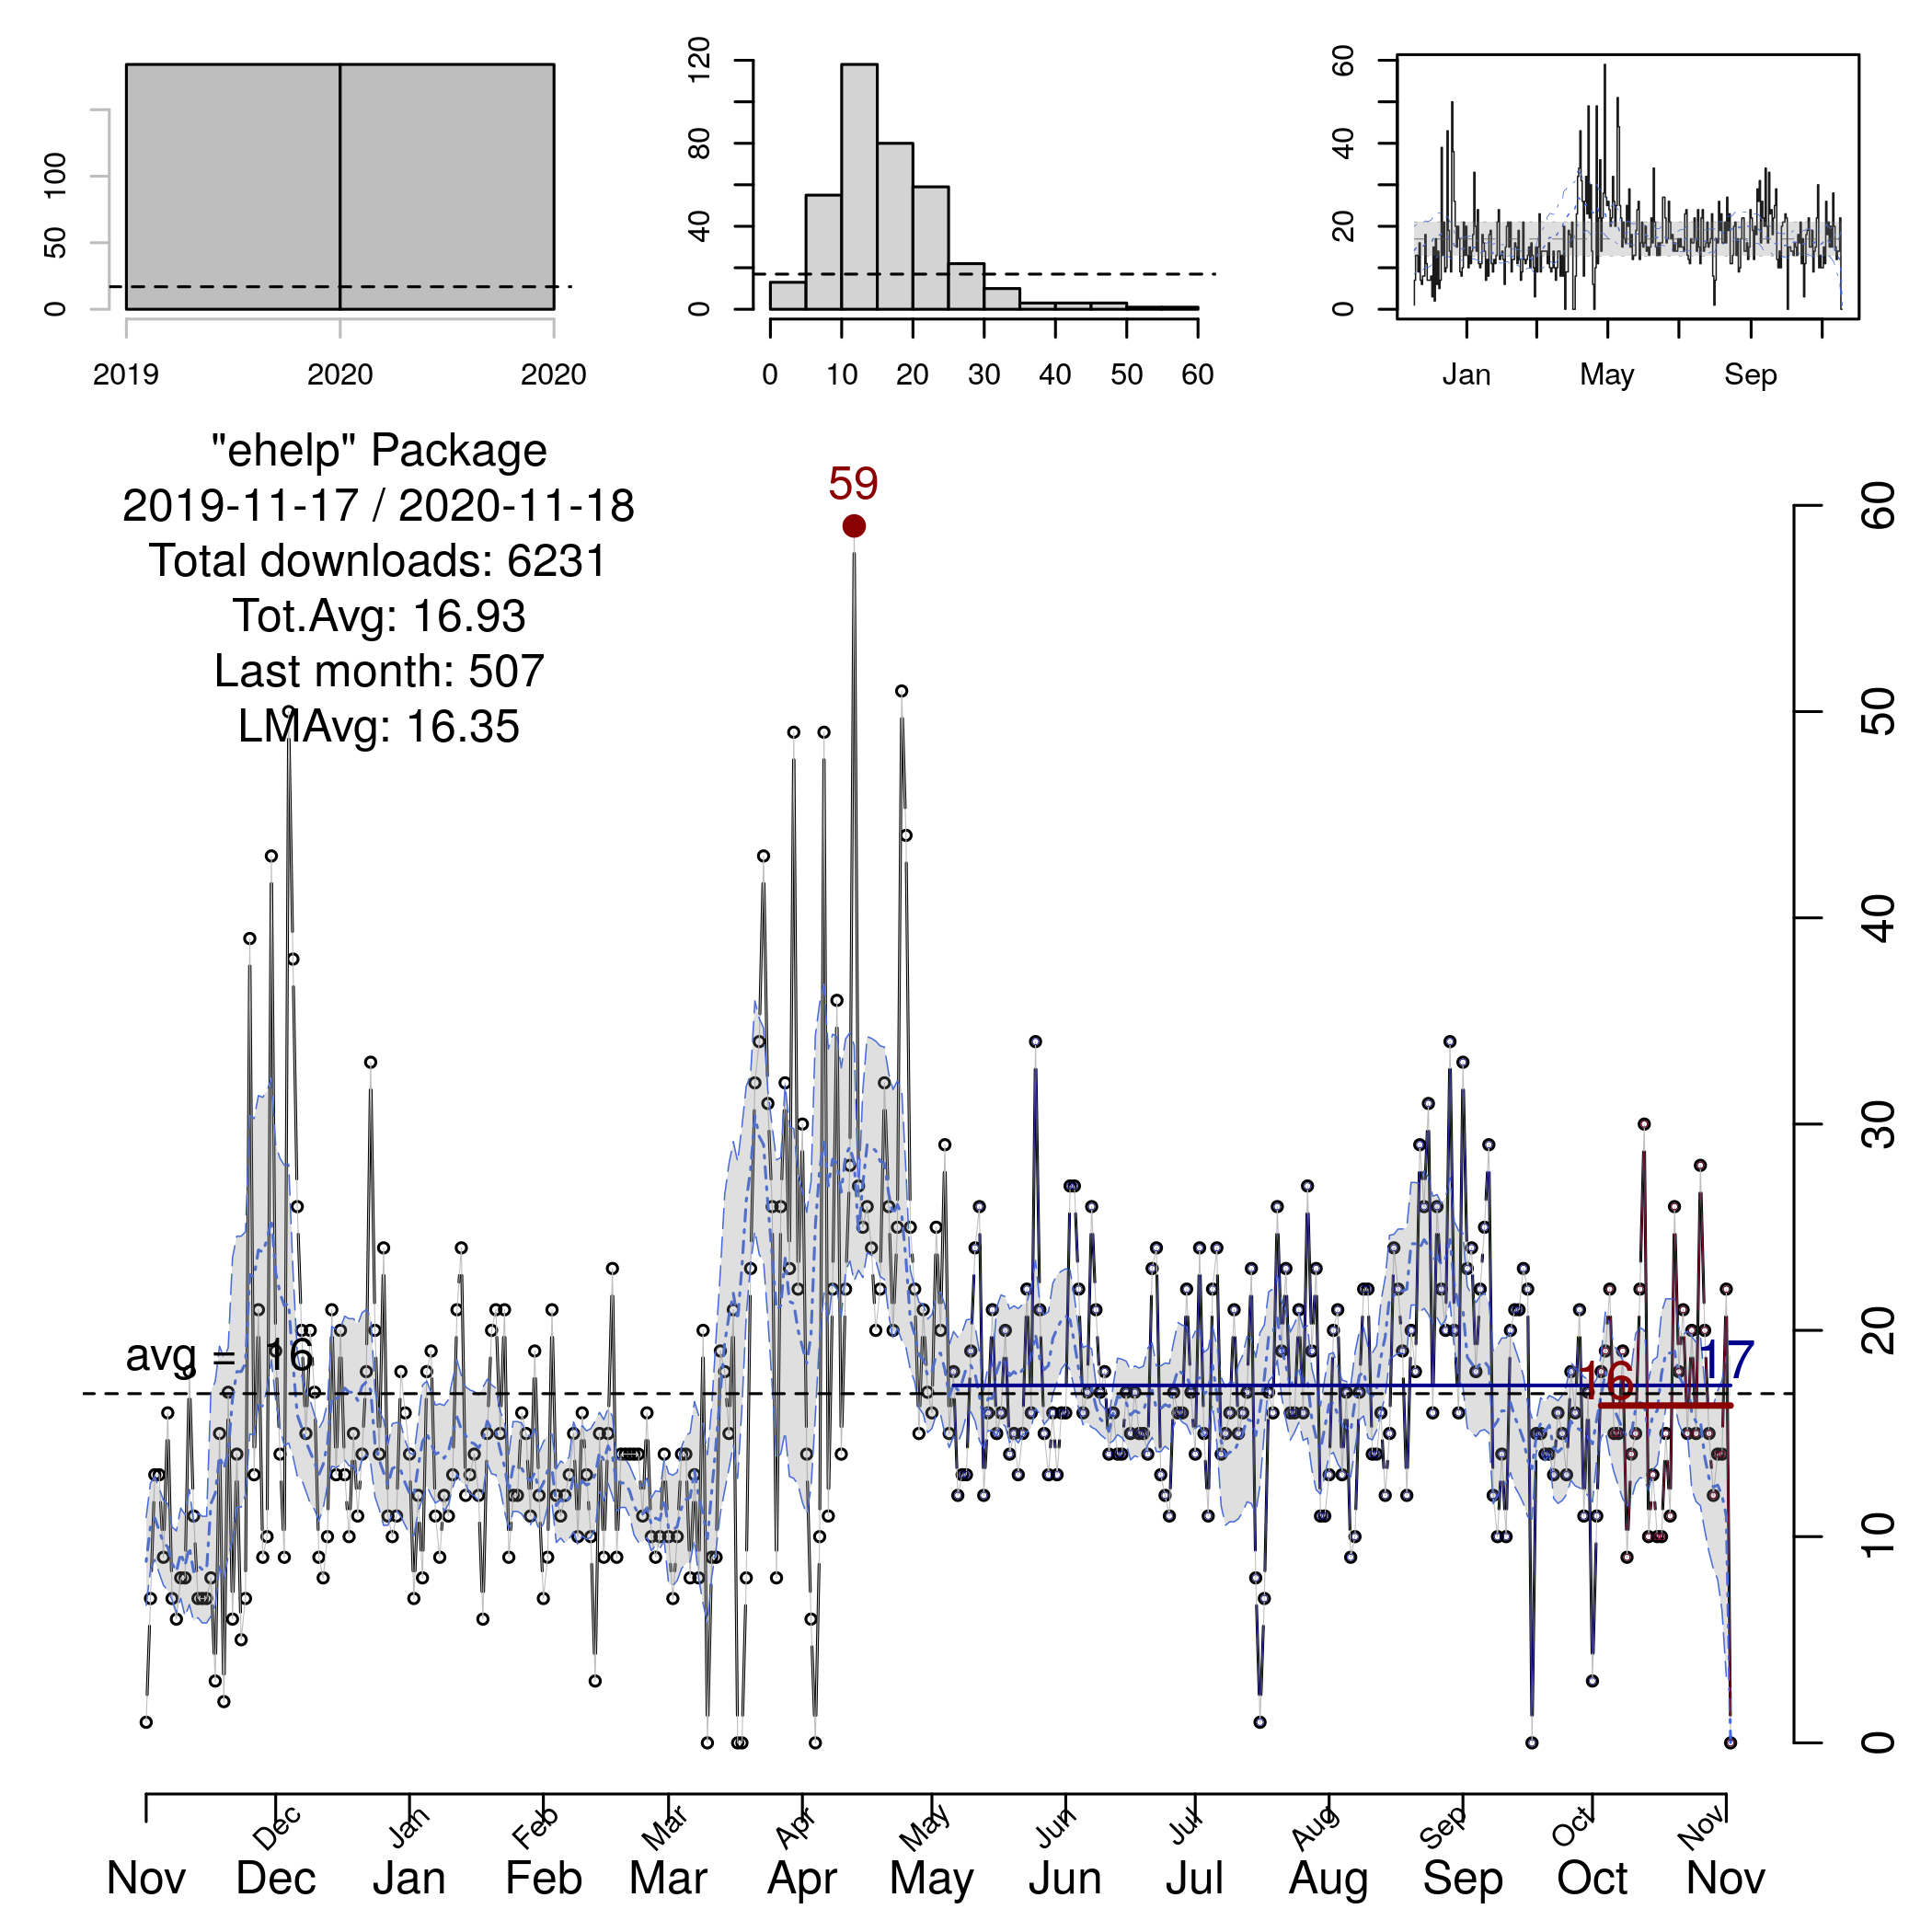 0 50 100
2019 2020 2020
0 40 80 120
0 10 20 30 40 50 60
0 20 40 60
Jan May Sep
"ehelp" Package
2019-11-17 / 2020-11-18
Total downloads: 6231
Tot.Avg: 16.93
Last month: 507
LMAvg: 16.35
59
avg = 16
16
17
0 10 20 30 40 50 60
Dec Jan Feb Mar Apr May Jun Jul Aug Sep Oct Nov
Nov Dec Jan Feb Mar Apr May Jun Jul Aug Sep Oct Nov